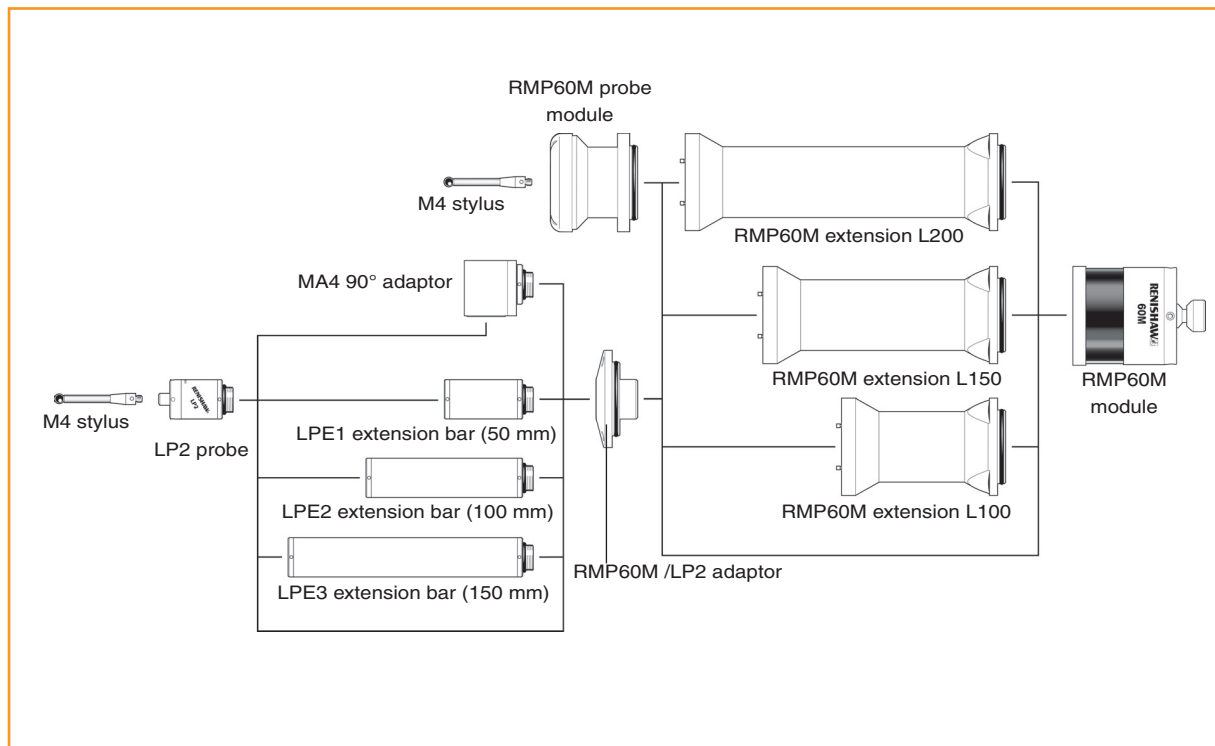 RMP60M probe
module
M4 stylus
RMP60M extension L200
MA4 90° adaptor
RENISHAW
60M
RMP60M extension L150
RMP60M
module
RENISHAW
LP2
M4 stylus
LP2 probe
LPE1 extension bar (50 mm)
LPE2 extension bar (100 mm)
RMP60M extension L100
RMP60M /LP2 adaptor
LPE3 extension bar (150 mm)